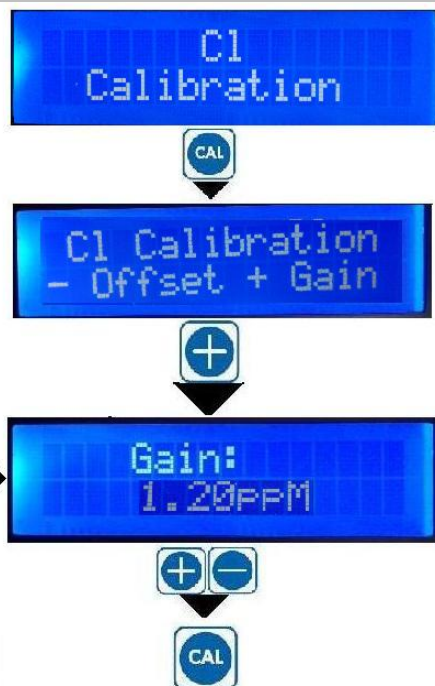 Cl
Calibration
CAL
Cl Calibration
- Offset + Gain
+
Gain:
1.20ppM
+ -
CAL